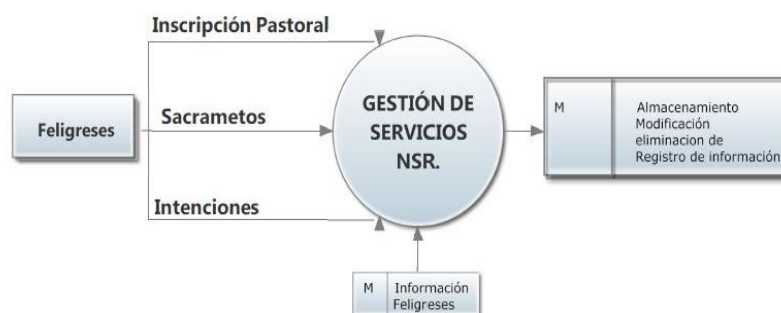 Inscripción Pastoral
Feligreses
Sacrametos
Intenciones
GESTIÓN DE
SERVICIOS
NSR.
M
Almacenamiento
Modificación
eliminacion de
Registro de información
M
Información
Feligreses